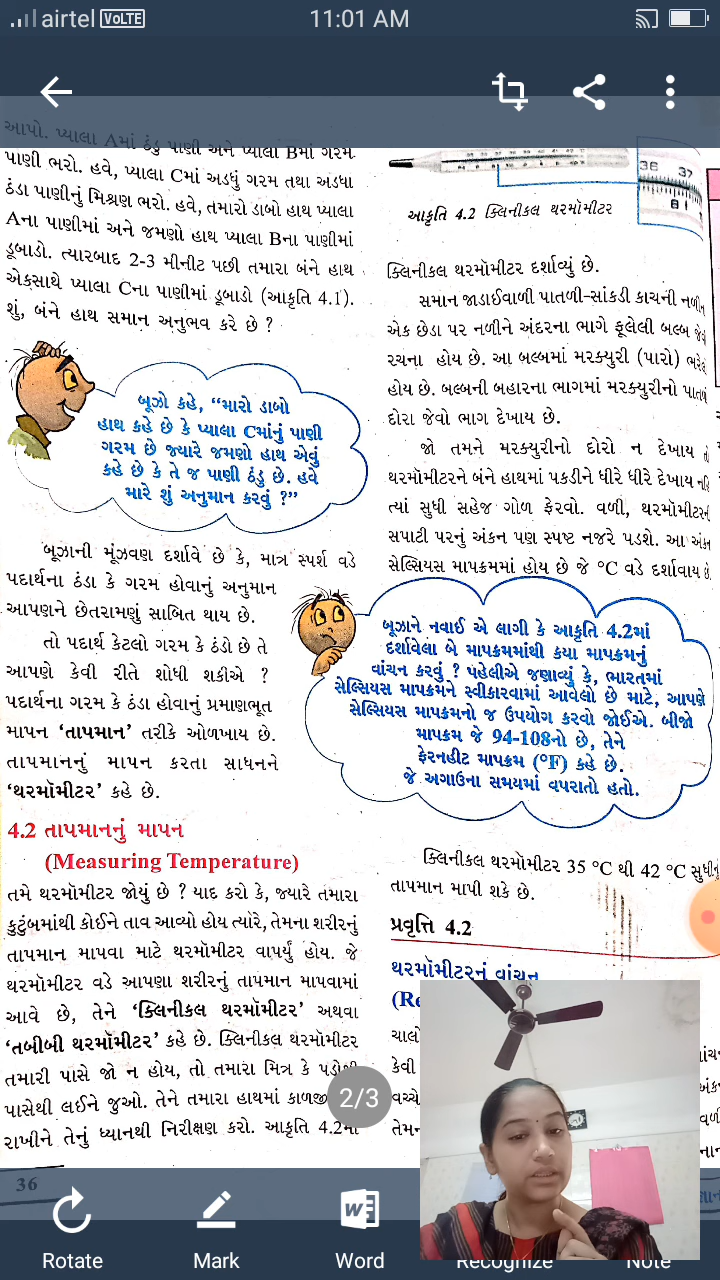 airtel VoLTE
11:01 AM
આપો. પ્યાલા Aમાં ઠંડુ પાણી અને પ્યાલા Bમાં ગરમ
પાણી ભરો. હવે, પ્યાલા Cમાં અડધું ગરમ તથા અડધા
ઠંડા પાણીનું મિશ્રણ ભરો. હવે, તમારો ડાબો હાથ પ્યાલા
Aના પાણીમાં અને જમણો હાથ પ્યાલા Bના પાણીમાં
ડૂબાડો. ત્યારબાદ 2-3 મીનીટ પછી તમારા બંને હાથ
એકસાથે પ્યાલા Cના પાણીમાં ડૂબાડો (આકૃતિ 4.1).
શું, બંને હાથ સમાન અનુભવ કરે છે ?
બૂઝો કહે, “મારો ડાબો
હાથ કહે છે કે પ્યાલા Cમાંનું પાણી
ગરમ છે જ્યારે જમણો હાથ એવું
કહે છે કે તે જ પાણી ઠંડુ છે. હવે
મારે શું અનુમાન કરવું ?”
બૂઝાની મૂંઝવણ દર્શાવે છે કે, માત્ર સ્પર્શ વડે
પદાર્થના ઠંડા કે ગરમ હોવાનું અનુમાન
આપણને છેતરામણું સાબિત થાય છે.
તો પદાર્થ કેટલો ગરમ કે ઠંડો છે તે
આપણે કેવી રીતે શોધી શકીએ ?
પદાર્થના ગરમ કે ઠંડા હોવાનું પ્રમાણભૂત
માપન ‘તાપમાન’ તરીકે ઓળખાય છે.
તાપમાનનું માપન કરતા સાધનને
‘થરમૉમીટર’ કહે છે.
4.2 તાપમાનનું માપન
(Measuring Temperature)
તમે થરમૉમીટર જોયું છે ? યાદ કરો કે, જ્યારે તમારા
કુટુંબમાંથી કોઈને તાવ આવ્યો હોય ત્યારે, તેમના શરીરનું
તાપમાન માપવા માટે થરમૉમીટર વાપર્યું હોય. જે
થરમૉમીટર વડે આપણા શરીરનું તાપમાન માપવામાં
આવે છે, તેને ‘ક્લિનીકલ થરમૉમીટર’ અથવા
‘તબીબી થરમૉમીટર’ કહે છે. ક્લિનીકલ થરમૉમીટર
તમારી પાસે જો ન હોય, તો તમારા મિત્ર કે
પાસેથી લઈને જુઓ. તેને તમારા હાથમાં
રાખીને તેનું ધ્યાનથી નિરીક્ષણ કરો. આકૃતિ 4.2માં
36
36 37
આકૃતિ 4.2 ક્લિનીકલ થરમૉમીટર
ક્લિનીકલ થરમૉમીટર દર્શાવ્યું છે.
સમાન જાડાઈવાળી પાતળી-સાંકડી કાચની
એક છેડા પર નળીને અંદરના ભાગે ફૂલેલી બલ્બ
રચના હોય છે. આ બલ્બમાં મરક્યુરી (પારો)
હોય છે. બલ્બની બહારના ભાગમાં મરક્યુરીનો
દોરા જેવો ભાગ દેખાય છે.
જો તમને મરક્યુરીનો દોરો ન દેખાય
થરમૉમીટરને બંને હાથમાં પકડીને ધીરે ધીરે દેખાય
ત્યાં સુધી સહેજ ગોળ ફેરવો. વળી,
સપાટી પરનું અંકન પણ સ્પષ્ટ નજરે પડશે. આ
સેલ્સિયસ માપક્રમમાં હોય છે જે °C વડે દર્શાવાય
બૂઝાને નવાઈ એ લાગી કે આકૃતિ 4.2માં
દર્શાવેલા બે માપક્રમમાંથી કયા માપક્રમનું
વાંચન કરવું ? પહેલીએ જણાવ્યું કે, ભારતમાં
સેલ્સિયસ માપક્રમને સ્વીકારવામાં આવેલો છે માટે, આપણે
સેલ્સિયસ માપક્રમનો જ ઉપયોગ કરવો જોઈએ. બીજો
માપક્રમ જે 94-108નો છે, તેને
ફેરનહીટ માપક્રમ (°F) કહે છે.
જે અગાઉના સમયમાં વપરાતો હતો.
ક્લિનીકલ થરમૉમીટર 35 °C થી 42 °C
તાપમાન માપી શકે છે.
પ્રવૃત્તિ 4.2
થરમૉમીટરનું વાંચન
કેવી
વચ્ચે
2/3
Rotate
Mark
Word
Recognize
Note